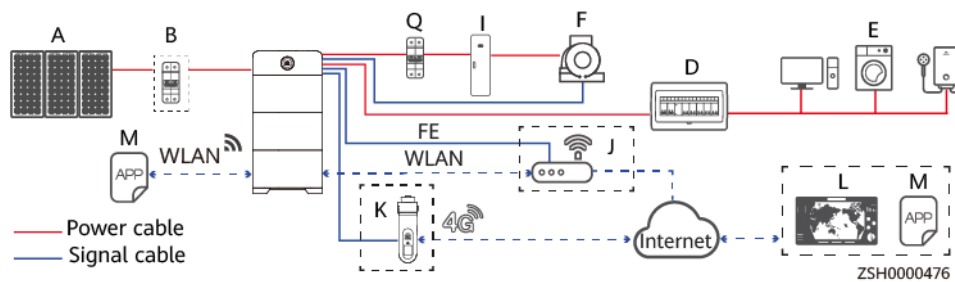 A
B
Q
I
F
D
E
M
APP
WLAN
FE
WLAN
J
K
4G
Internet
L
M
APP
Power cable
Signal cable
ZSH0000476